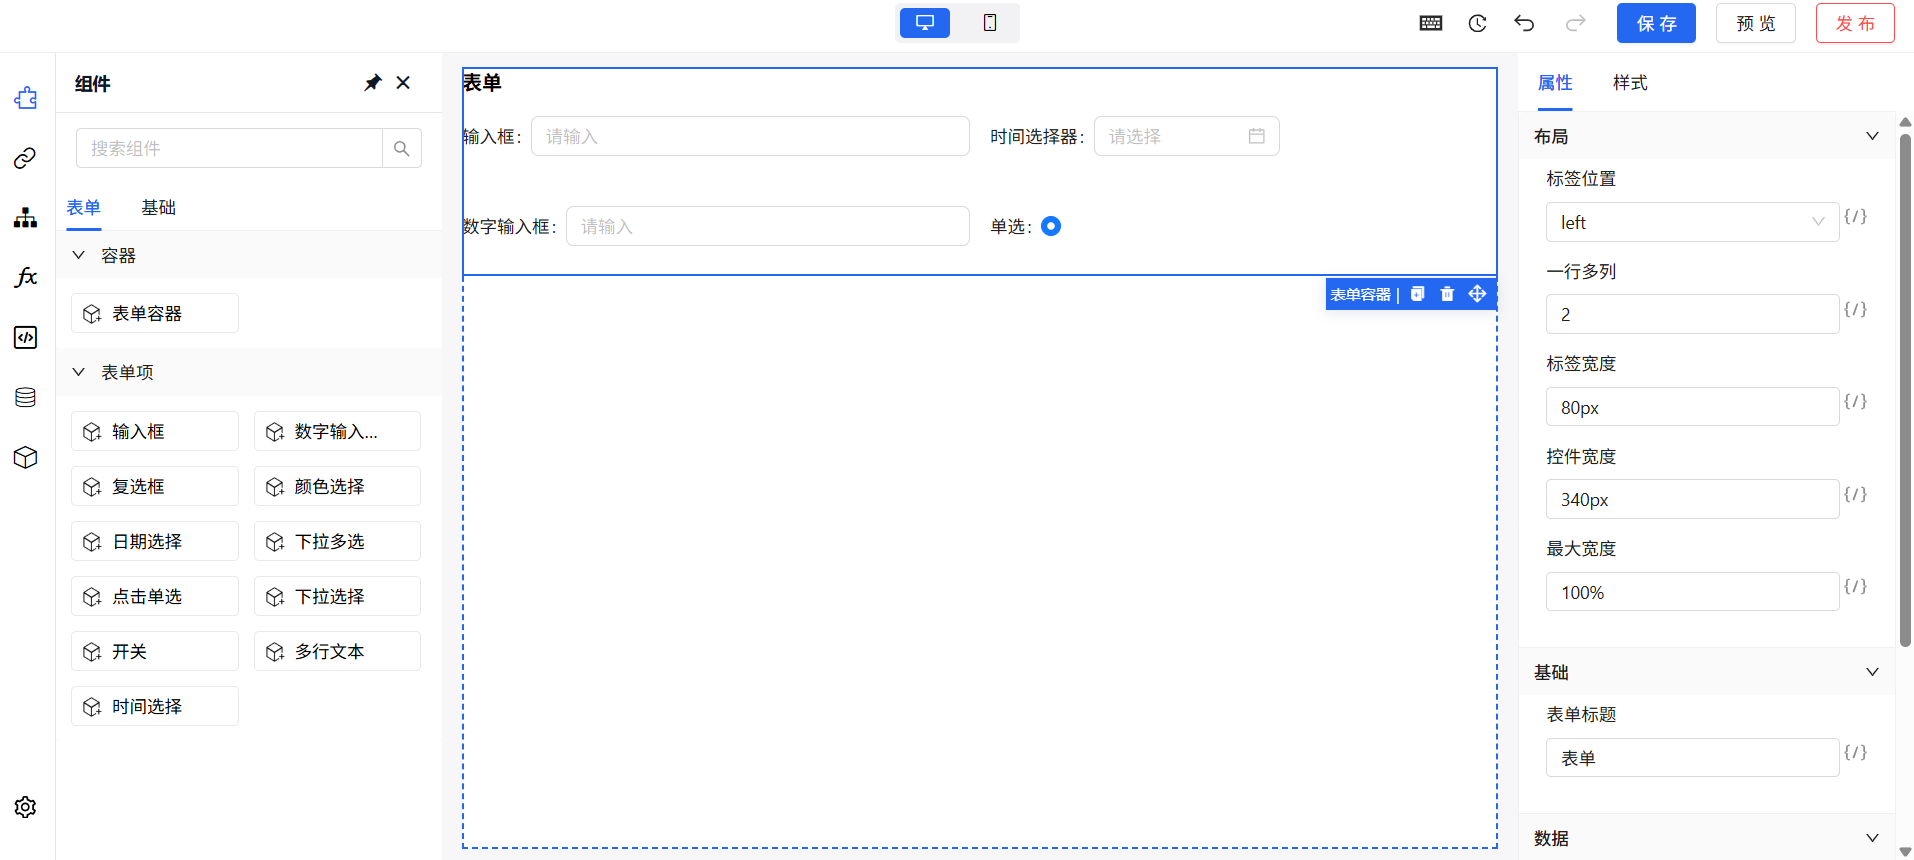 保 存
预 览
发 布
组件
搜索组件
表单
基础
容器
表单容器
表单项
输入框
数字输入...
复选框
颜色选择
日期选择
下拉多选
点击单选
下拉选择
开关
多行文本
时间选择
表单
输入框: 请输入
时间选择器: 请选择
数字输入框: 请输入
单选:
表单容器 |
属性
样式
布局
标签位置
left
{/}
一行多列
2
{/}
标签宽度
80px
{/}
控件宽度
340px
{/}
最大宽度
100%
{/}
基础
表单标题
表单
{/}
数据